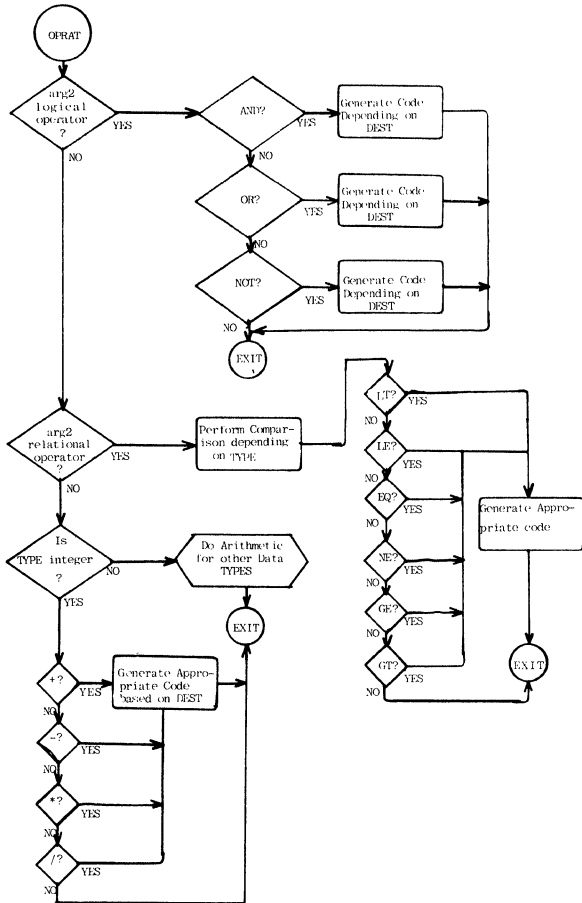 OPRAT
arg2
logical
operator
?
YES
NO
AND?
YES
NO
Generate Code
Depending on
DEST
OR?
YES
NO
Generate Code
Depending on
DEST
NOT?
YES
NO
Generate Code
Depending on
DEST
EXIT
arg2
relational
operator
?
YES
NO
Perform Compar-
ison depending
on TYPE
LT?
YES
NO
LE?
YES
NO
EQ?
YES
NO
NE?
YES
NO
GE?
YES
NO
GT?
YES
NO
Generate Appro-
priate code
EXIT
Is
TYPE integer
?
NO
YES
Do Arithmetic
for other Data
TYPES
EXIT
+?
YES
NO
Generate Appro-
priate Code
based on DEST
-?
YES
NO
*?
YES
NO
/?
YES
NO